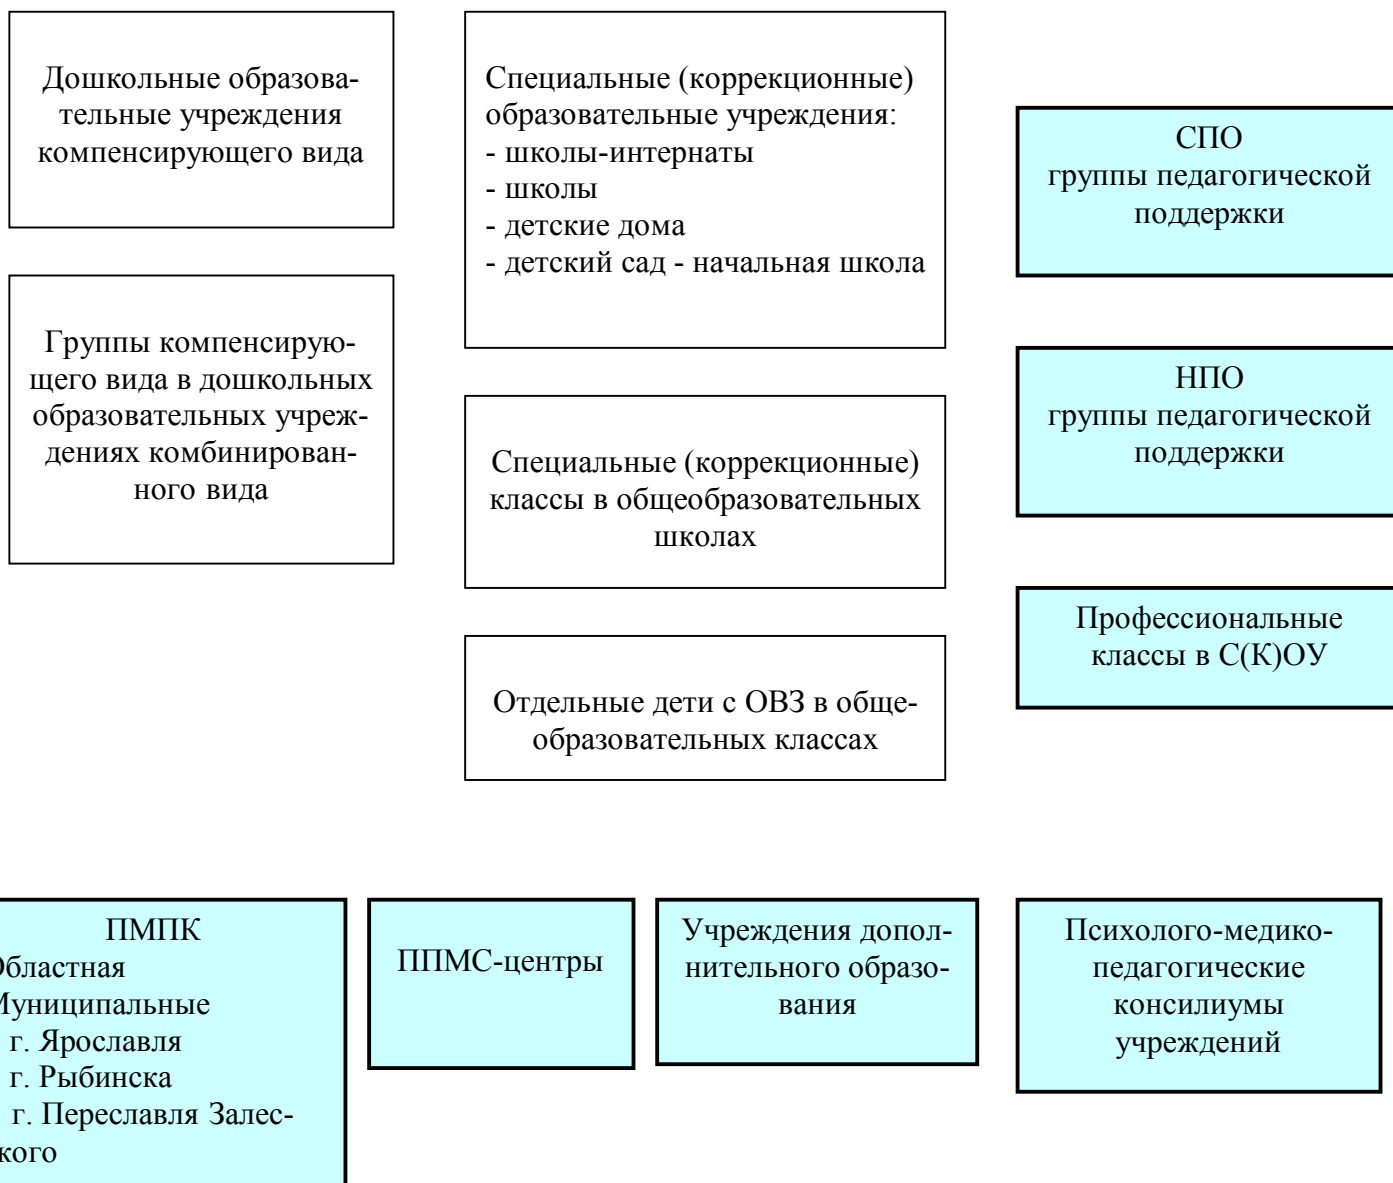 Дошкольные образова-
тельные учреждения
компенсирующего вида
Группы компенсирую-
щего вида в дошкольных
образовательных учреж-
дениях комбинирован-
ного вида
Специальные (коррекционные)
образовательные учреждения:
- школы-интернаты
- школы
- детские дома
- детский сад - начальная школа
Специальные (коррекционные)
классы в общеобразовательных
школах
Отдельные дети с ОВЗ в обще-
образовательных классах
СПО
группы педагогической
поддержки
НПО
группы педагогической
поддержки
Профессиональные
классы в С(К)ОУ
ПМПК
Областная
Муниципальные
г. Ярославля
г. Рыбинска
г. Переславля Залес-
кого
ППМС-центры
Учреждения допол-
нительного образо-
вания
Психолого-медико-
педагогические
консилиумы
учреждений